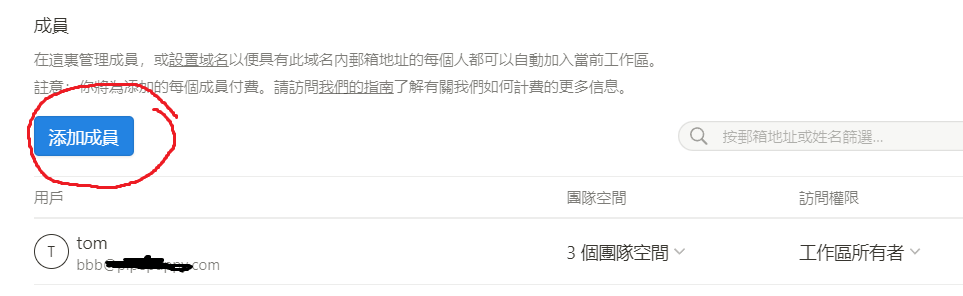 成員
在這裏管理成員，或設置域名以便具有此域名內郵箱地址的每個人都可以自動加入當前工作區。
註意：你將為添加的每個成員付費。請訪問我們的指南了解有關我們如何計費的更多信息。
添加成員
按郵箱地址或姓名篩選...
用戶 團隊空間 訪問權限
T tom 3 個團隊空間 工作區所有者
bbb@ .com